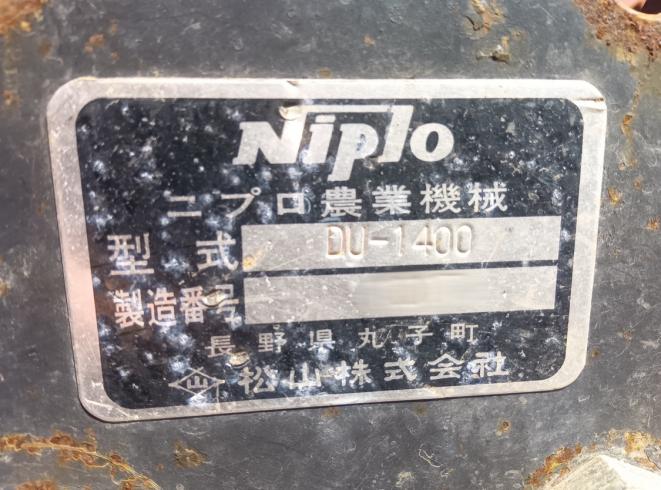 Niplo
ニプロ農業機械
型式 DU-1400
製造番号
長野県丸子町
松山株式会社